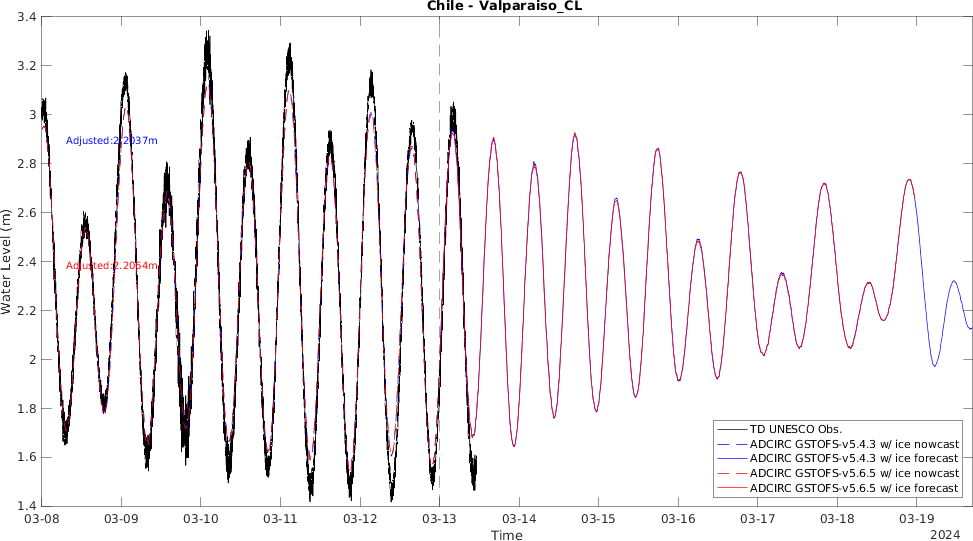 Chile - Valparaiso_CL
3.4
3.2
3
2.8
2.6
2.4
2.2
2
1.8
1.6
1.4
Water Level (m)
Adjusted:2.2037m
Adjusted:2.2064m
TD UNESCO Obs.
ADCIRC GSTOFS-v5.4.3 w/ ice nowcast
ADCIRC GSTOFS-v5.4.3 w/ ice forecast
ADCIRC GSTOFS-v5.6.5 w/ ice nowcast
ADCIRC GSTOFS-v5.6.5 w/ ice forecast
03-08 03-09 03-10 03-11 03-12 03-13 03-14 03-15 03-16 03-17 03-18 03-19
Time
2024